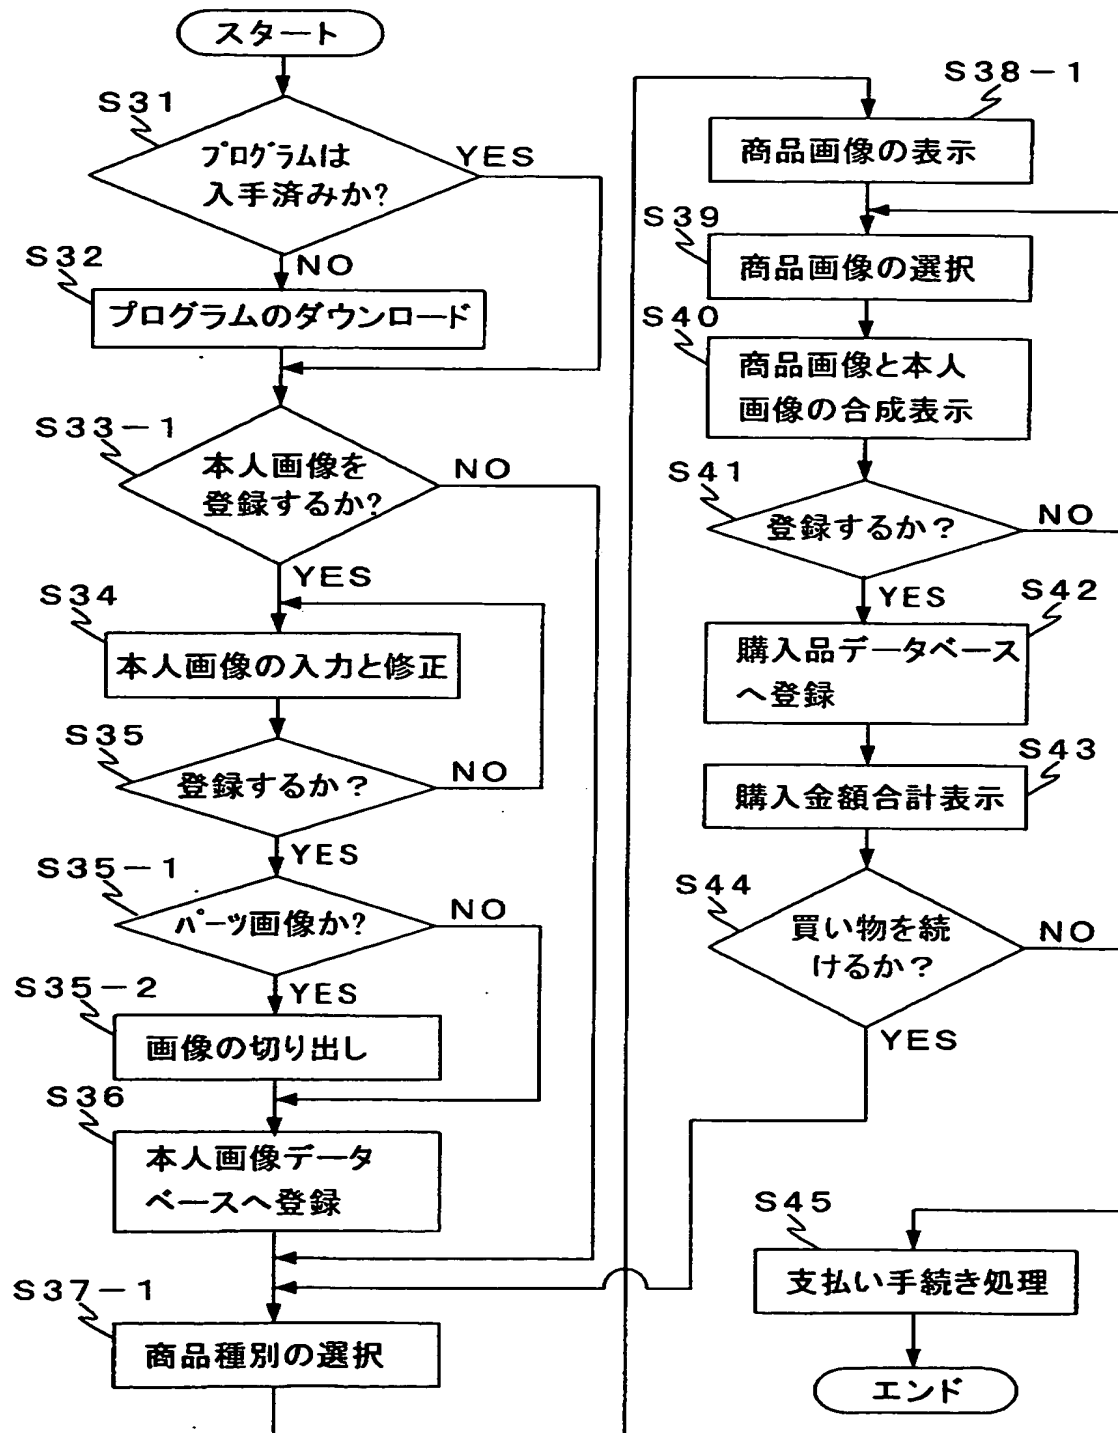 スタート
S31
プログラムは
入手済みか?
YES
NO
S32
プログラムのダウンロード
S33-1
本人画像を
登録するか?
NO
YES
S34
本人画像の入力と修正
S35
登録するか?
NO
YES
S35-1
パーツ画像か?
NO
YES
S35-2
画像の切り出し
S36
本人画像データ
ベースへ登録
S37-1
商品種別の選択
S38-1
商品画像の表示
S39
商品画像の選択
S40
商品画像と本人
画像の合成表示
S41
登録するか?
NO
YES
S42
購入品データベース
へ登録
S43
購入金額合計表示
S44
買い物を続
けるか?
NO
YES
S45
支払い手続き処理
エンド